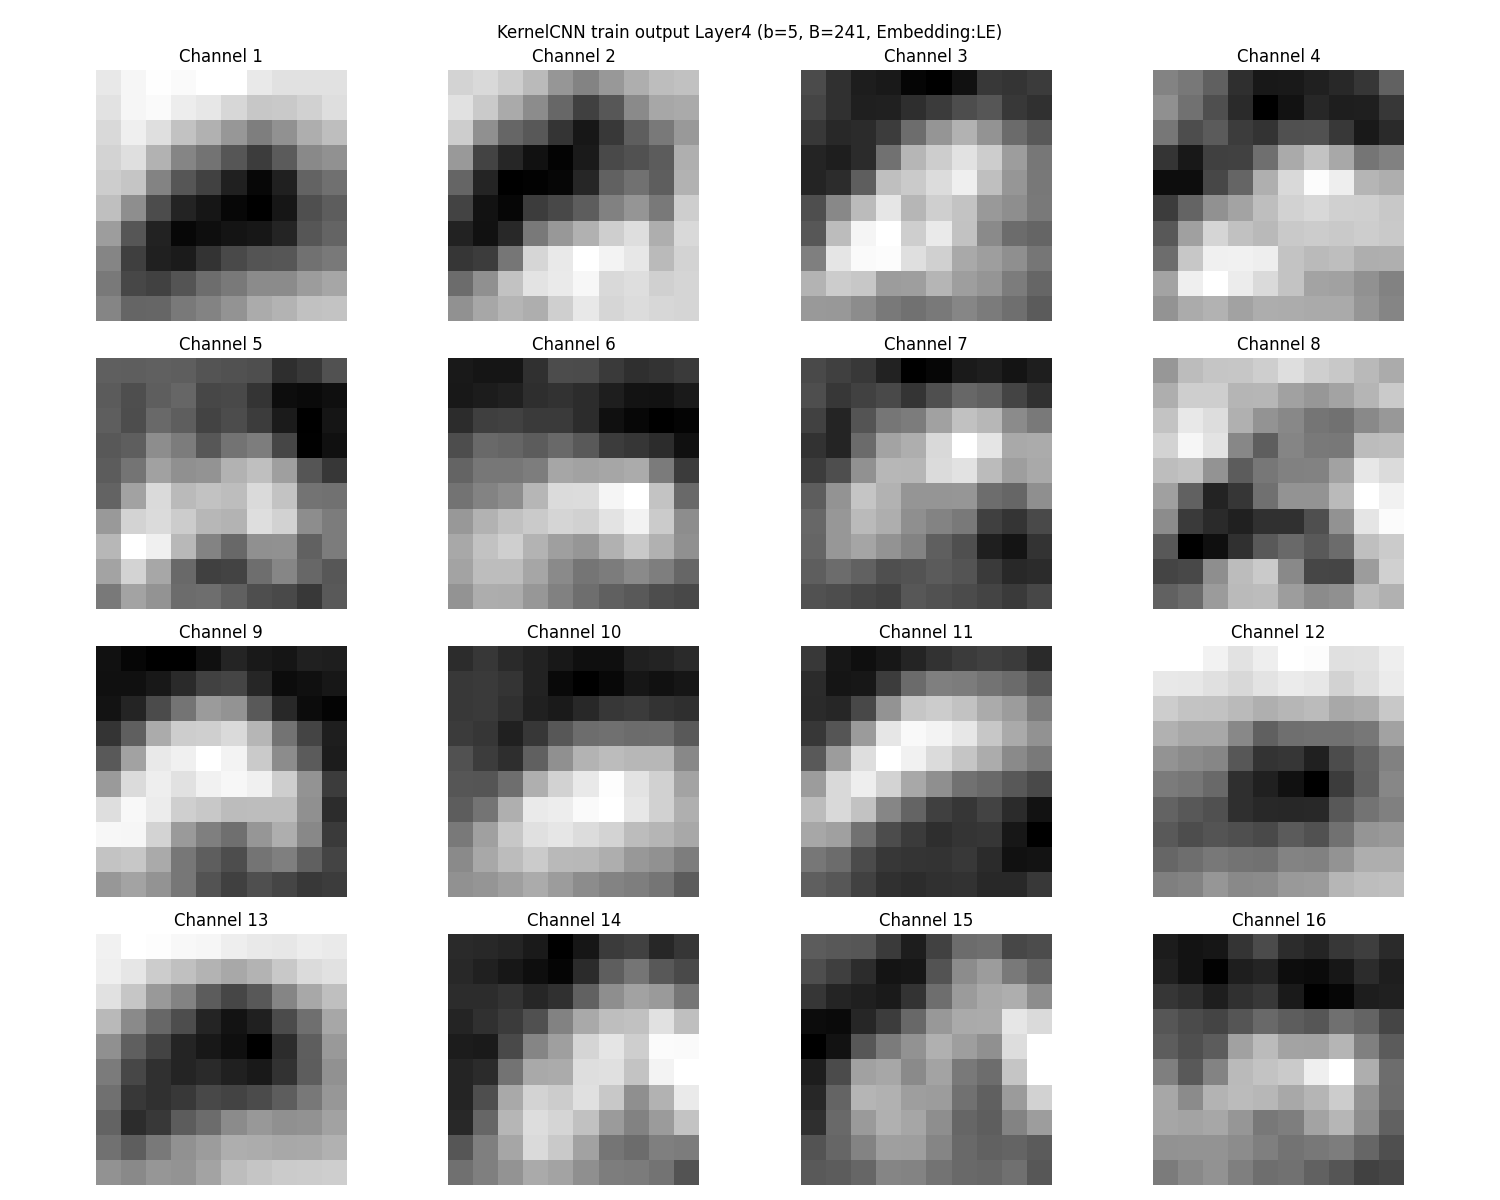 KernelCNN train output Layer4 (b=5, B=241, Embedding:LE)
Channel 1 Channel 2 Channel 3 Channel 4
Channel 5 Channel 6 Channel 7 Channel 8
Channel 9 Channel 10 Channel 11 Channel 12
Channel 13 Channel 14 Channel 15 Channel 16